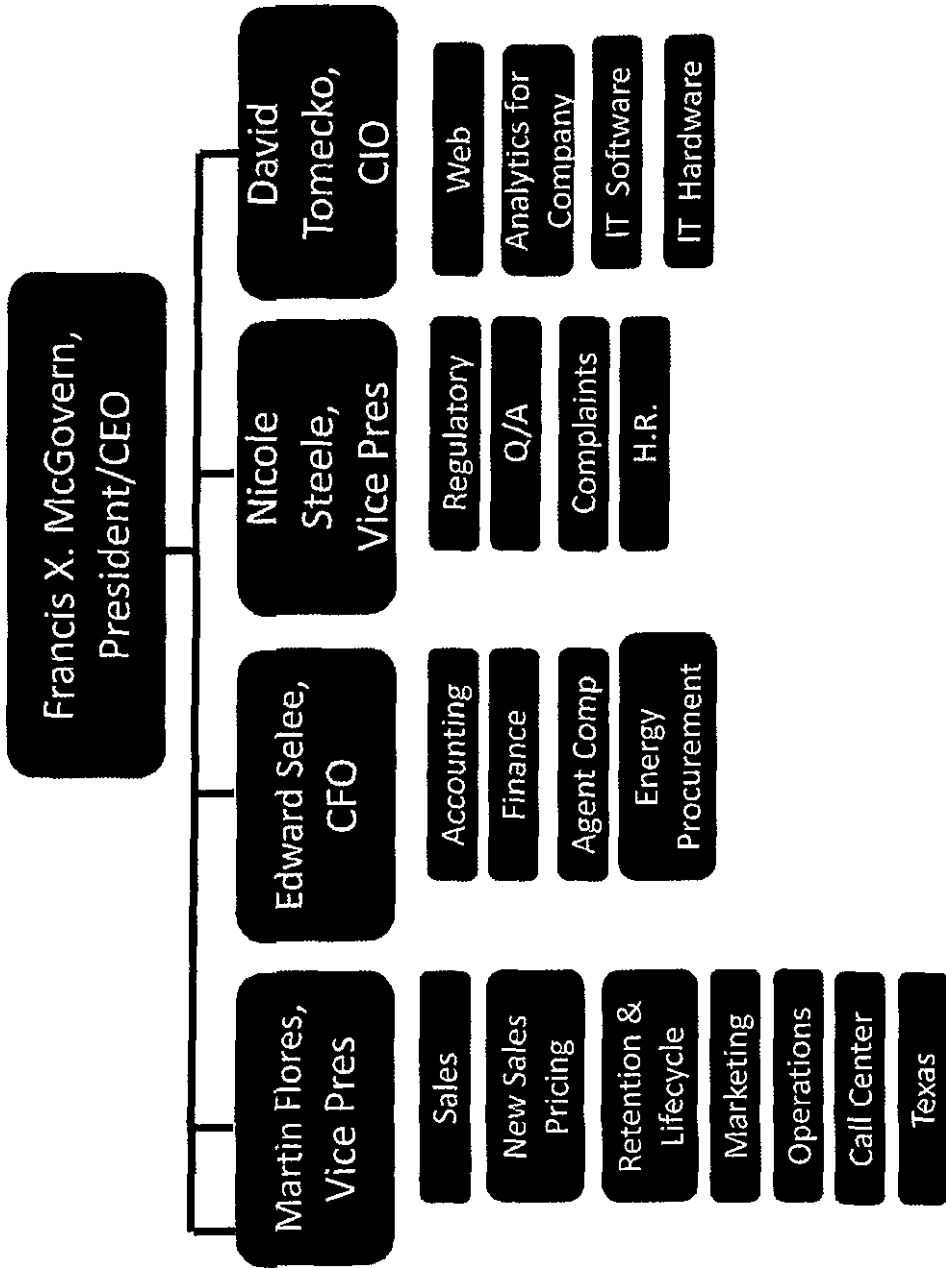 Francis X. McGovern,
President/CEO
Martin Flores,
Vice Pres
Sales
New Sales
Pricing
Retention &
Lifecycle
Marketing
Operations
Call Center
Texas
Edward Selee,
CFO
Accounting
Finance
Agent Comp
Energy
Procurement
Nicole
Steele,
Vice Pres
Regulatory
Q/A
Complaints
H.R.
David
Tomecko,
CIO
Web
Analytics for
Company
IT Software
IT Hardware